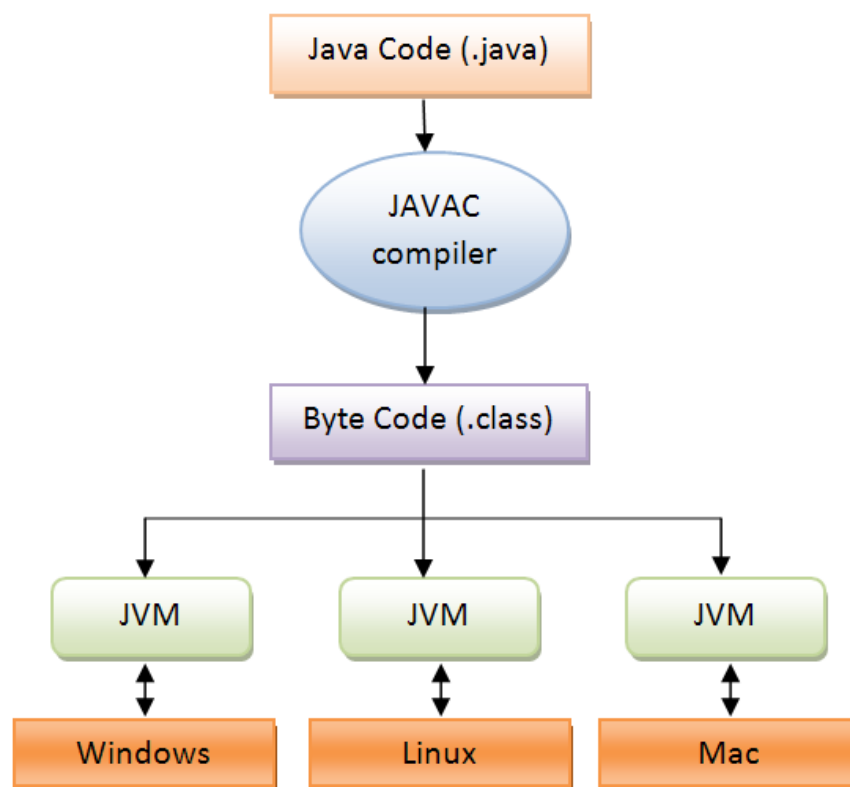 Java Code (.java)
JAVAC
compiler
Byte Code (.class)
JVM
JVM
JVM
Windows
Linux
Mac